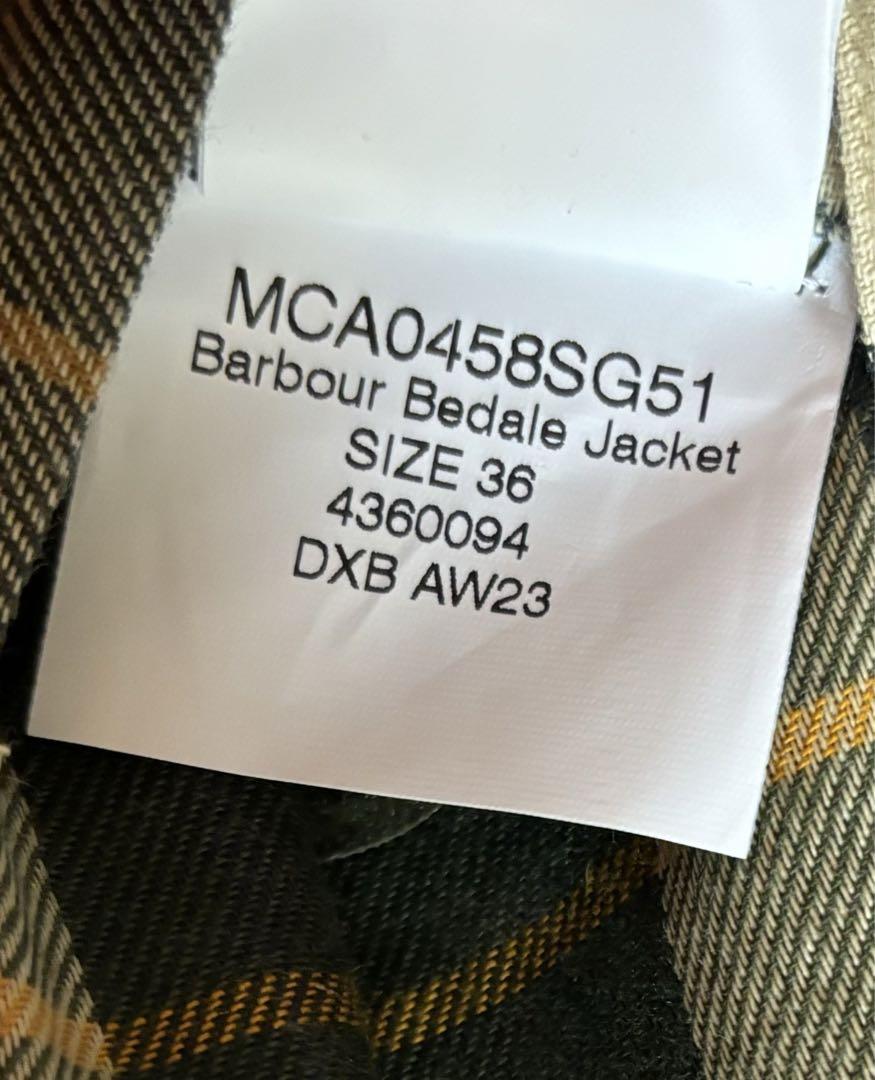 MCA0458SG51
Barbour Bedale Jacket
SIZE 36
4360094
DXB AW23